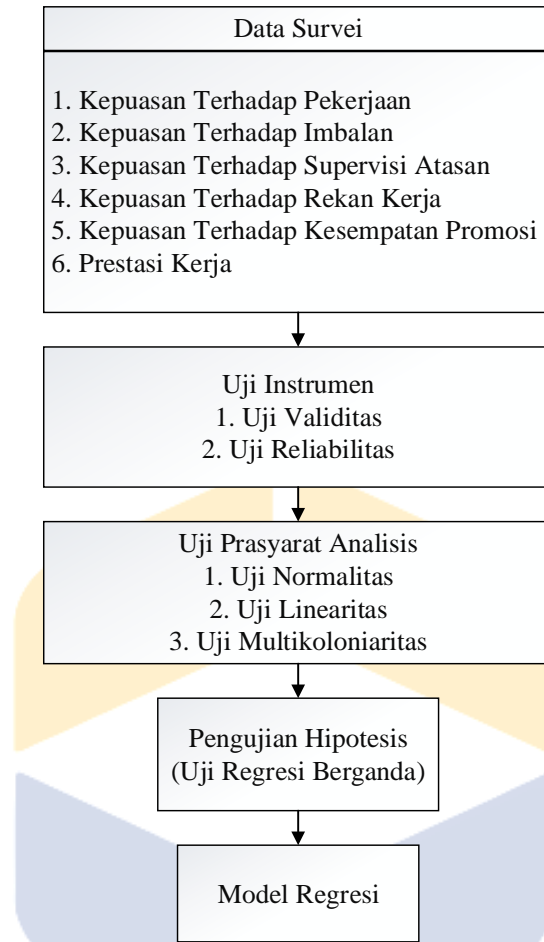 Data Survei
1. Kepuasan Terhadap Pekerjaan
2. Kepuasan Terhadap Imbalan
3. Kepuasan Terhadap Supervisi Atasan
4. Kepuasan Terhadap Rekan Kerja
5. Kepuasan Terhadap Kesempatan Promosi
6. Prestasi Kerja
Uji Instrumen
1. Uji Validitas
2. Uji Reliabilitas
Uji Prasyarat Analisis
1. Uji Normalitas
2. Uji Linearitas
3. Uji Multikoloniaritas
Pengujian Hipotesis
(Uji Regresi Berganda)
Model Regresi